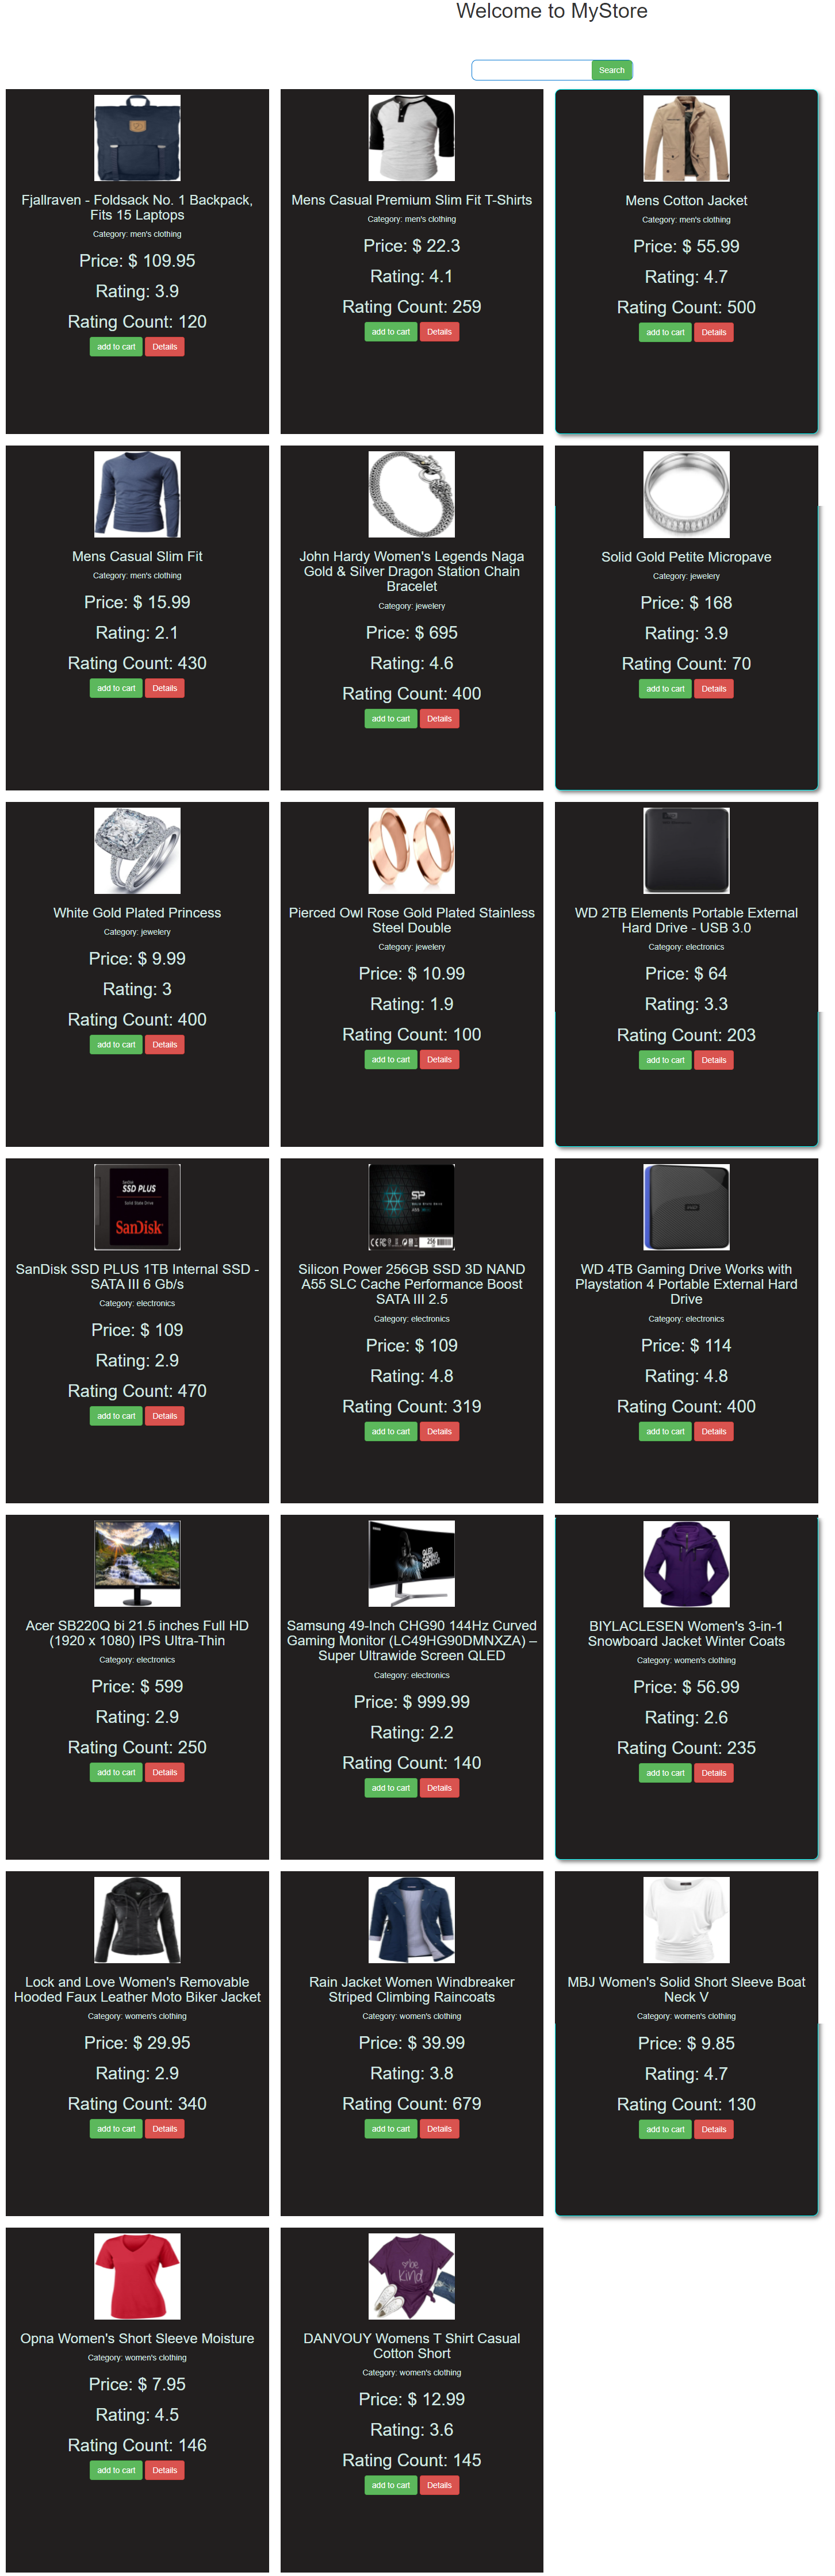 Welcome to MyStore
Search
Fjallraven - Foldsack No. 1 Backpack,
Fits 15 Laptops
Category: men's clothing
Price: $ 109.95
Rating: 3.9
Rating Count: 120
add to cart Details
Mens Casual Premium Slim Fit T-Shirts
Category: men's clothing
Price: $ 22.3
Rating: 4.1
Rating Count: 259
add to cart Details
Mens Cotton Jacket
Category: men's clothing
Price: $ 55.99
Rating: 4.7
Rating Count: 500
add to cart Details
Mens Casual Slim Fit
Category: men's clothing
Price: $ 15.99
Rating: 2.1
Rating Count: 430
add to cart Details
John Hardy Women's Legends Naga
Gold & Silver Dragon Station Chain
Bracelet
Category: jewelery
Price: $ 695
Rating: 4.6
Rating Count: 400
add to cart Details
Solid Gold Petite Micropave
Category: jewelery
Price: $ 168
Rating: 3.9
Rating Count: 70
add to cart Details
White Gold Plated Princess
Category: jewelery
Price: $ 9.99
Rating: 3
Rating Count: 400
add to cart Details
Pierced Owl Rose Gold Plated Stainless
Steel Double
Category: jewelery
Price: $ 10.99
Rating: 1.9
Rating Count: 100
add to cart Details
WD 2TB Elements Portable External
Hard Drive - USB 3.0
Category: electronics
Price: $ 64
Rating: 3.3
Rating Count: 203
add to cart Details
SSD PLUS
Solid State Drive
SanDisk
SanDisk SSD PLUS 1TB Internal SSD -
SATA III 6 Gb/s
Category: electronics
Price: $ 109
Rating: 2.9
Rating Count: 470
add to cart Details
SP
256
Silicon Power 256GB SSD 3D NAND
A55 SLC Cache Performance Boost
SATA III 2.5
Category: electronics
Price: $ 109
Rating: 4.8
Rating Count: 319
add to cart Details
WD 4TB Gaming Drive Works with
Playstation 4 Portable External Hard
Drive
Category: electronics
Price: $ 114
Rating: 4.8
Rating Count: 400
add to cart Details
Acer SB220Q bi 21.5 inches Full HD
(1920 x 1080) IPS Ultra-Thin
Category: electronics
Price: $ 599
Rating: 2.9
Rating Count: 250
add to cart Details
QLED
GAMING
MONITOR
Samsung 49-Inch CHG90 144Hz Curved
Gaming Monitor (LC49HG90DMNXZA) –
Super Ultrawide Screen QLED
Category: electronics
Price: $ 999.99
Rating: 2.2
Rating Count: 140
add to cart Details
BIYLACLESEN Women's 3-in-1
Snowboard Jacket Winter Coats
Category: women's clothing
Price: $ 56.99
Rating: 2.6
Rating Count: 235
add to cart Details
Lock and Love Women's Removable
Hooded Faux Leather Moto Biker Jacket
Category: women's clothing
Price: $ 29.95
Rating: 2.9
Rating Count: 340
add to cart Details
Rain Jacket Women Windbreaker
Striped Climbing Raincoats
Category: women's clothing
Price: $ 39.99
Rating: 3.8
Rating Count: 679
add to cart Details
MBJ Women's Solid Short Sleeve Boat
Neck V
Category: women's clothing
Price: $ 9.85
Rating: 4.7
Rating Count: 130
add to cart Details
Opna Women's Short Sleeve Moisture
Category: women's clothing
Price: $ 7.95
Rating: 4.5
Rating Count: 146
add to cart Details
be
kind
DANVOUY Womens T Shirt Casual
Cotton Short
Category: women's clothing
Price: $ 12.99
Rating: 3.6
Rating Count: 145
add to cart Details